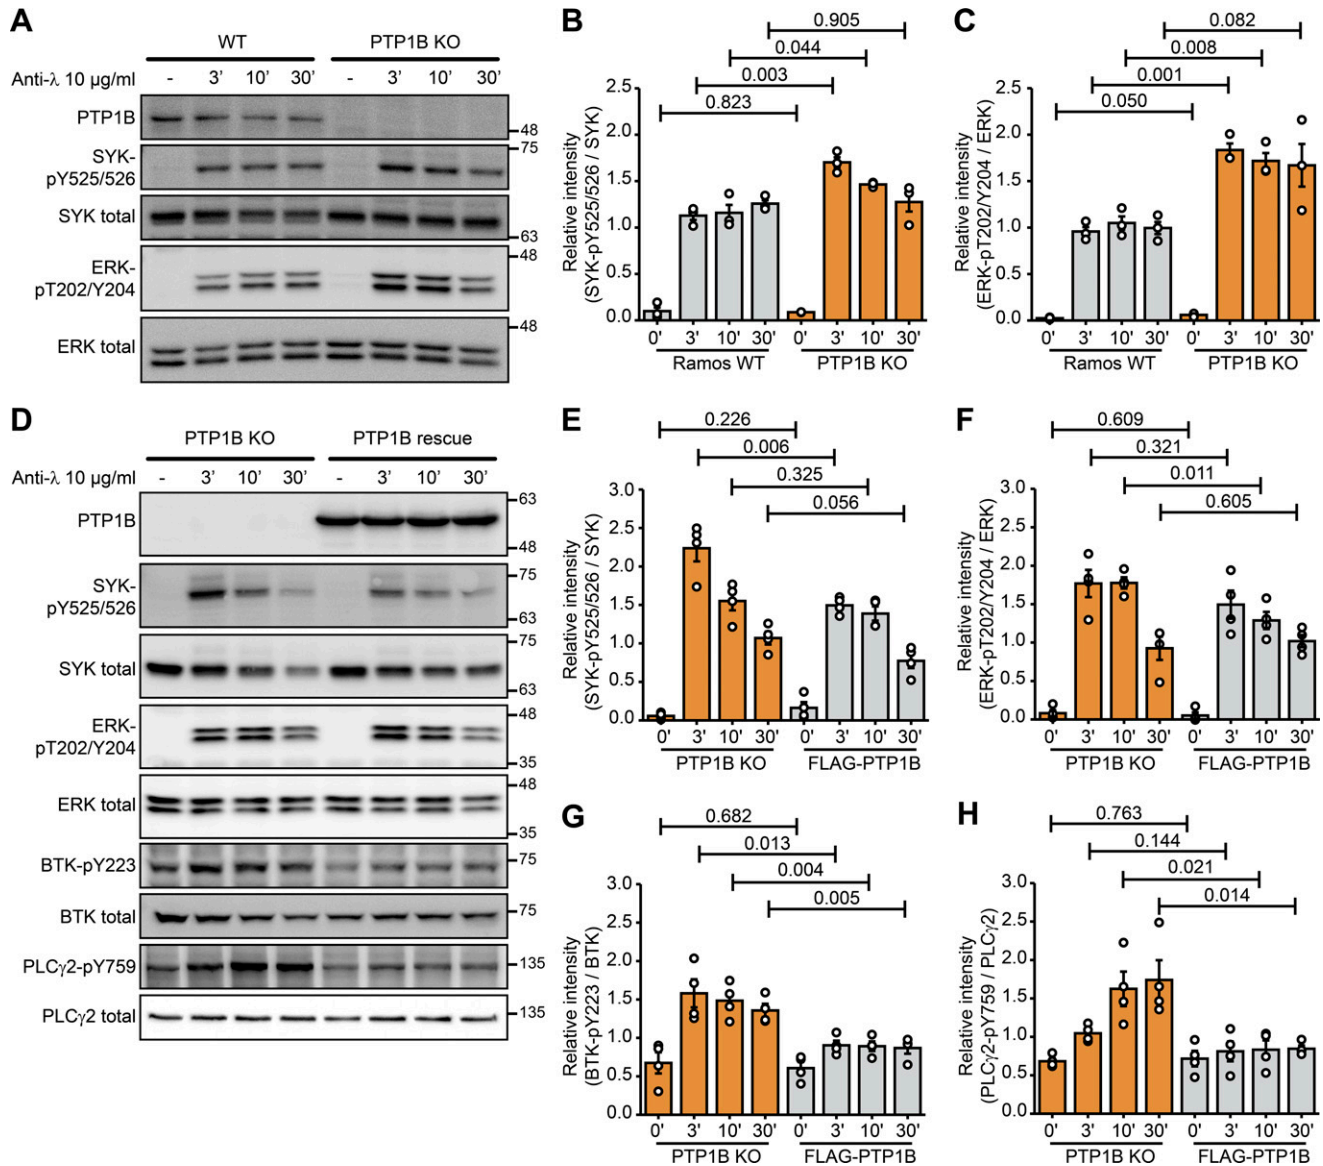 A
WT PTP1B KO
Anti-λ 10 µg/ml - 3' 10' 30' - 3' 10' 30'
PTP1B
48
SYK-
pY525/526
75
SYK total
63
ERK-
pT202/Y204
48
ERK total
48
B
0.905
0.044
0.003
0.823
Relative intensity
(SYK-pY525/526 / SYK)
2.5
2.0
1.5
1.0
0.5
0.0
0' 3' 10' 30' 0' 3' 10' 30'
Ramos WT PTP1B KO
C
0.082
0.008
0.001
0.050
Relative intensity
(ERK-pT202/Y204 / ERK)
2.5
2.0
1.5
1.0
0.5
0.0
0' 3' 10' 30' 0' 3' 10' 30'
Ramos WT PTP1B KO
D
PTP1B KO PTP1B rescue
Anti-λ 10 µg/ml - 3' 10' 30' - 3' 10' 30'
PTP1B
63
48
SYK-
pY525/526
75
63
SYK total
75
63
ERK-
pT202/Y204
48
35
ERK total
48
35
BTK-pY223
75
BTK total
75
PLCγ2-pY759
135
PLCγ2 total
135
E
0.226
0.006
0.325
0.056
Relative intensity
(SYK-pY525/526 / SYK)
3.0
2.5
2.0
1.5
1.0
0.5
0.0
0' 3' 10' 30' 0' 3' 10' 30'
PTP1B KO FLAG-PTP1B
F
0.609
0.321
0.011
0.605
Relative intensity
(ERK-pT202/Y204 / ERK)
3.0
2.5
2.0
1.5
1.0
0.5
0.0
0' 3' 10' 30' 0' 3' 10' 30'
PTP1B KO FLAG-PTP1B
G
0.682
0.013
0.004
0.005
Relative intensity
(BTK-pY223 / BTK)
3.0
2.5
2.0
1.5
1.0
0.5
0.0
0' 3' 10' 30' 0' 3' 10' 30'
PTP1B KO FLAG-PTP1B
H
0.763
0.144
0.021
0.014
Relative intensity
(PLCγ2-pY759 / PLCγ2)
3.0
2.5
2.0
1.5
1.0
0.5
0.0
0' 3' 10' 30' 0' 3' 10' 30'
PTP1B KO FLAG-PTP1B